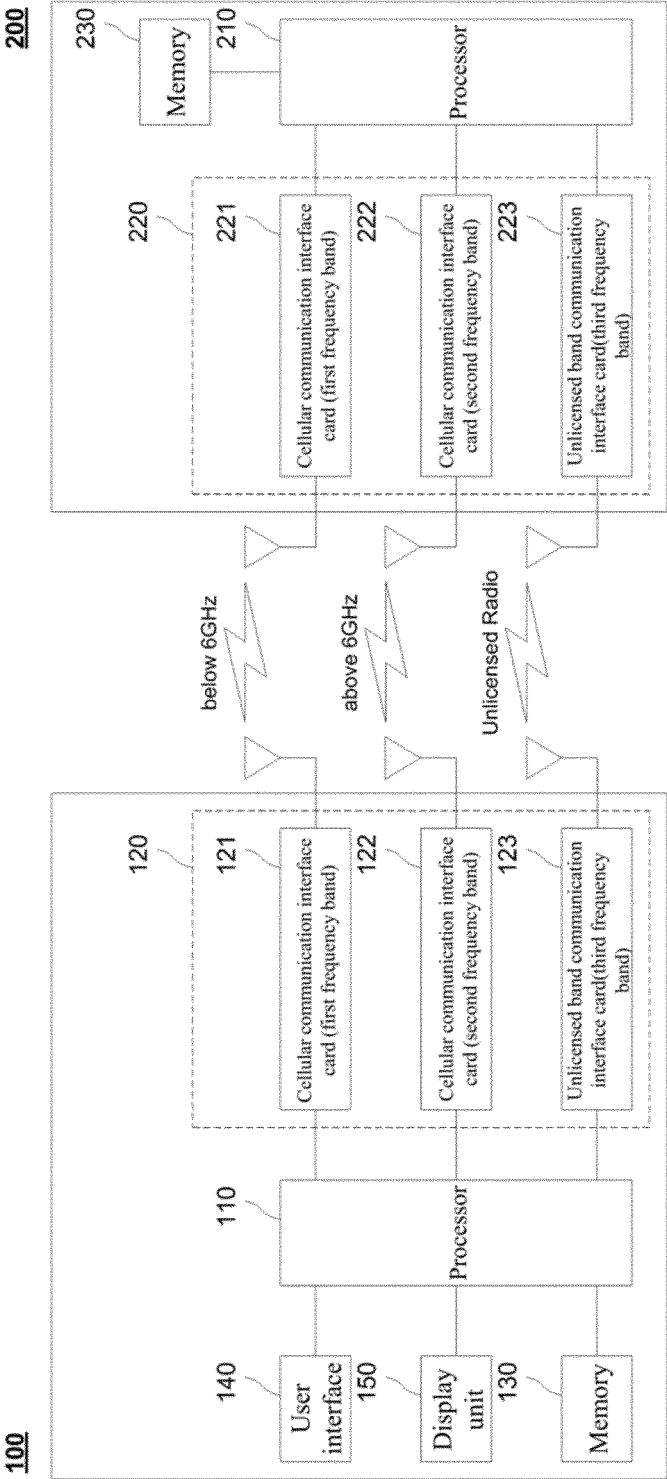 100
140
User
interface
150
Display
unit
130
Memory
110
Processor
120
121
Cellular communication interface
card (first frequency band)
122
Cellular communication interface
card (second frequency band)
123
Unlicensed band communication
interface card(third frequency
band)
below 6GHz
above 6GHz
Unlicensed Radio
200
220
221
Cellular communication interface
card (first frequency band)
222
Cellular communication interface
card (second frequency band)
223
Unlicensed band communication
interface card(third frequency
band)
230
Memory
210
Processor